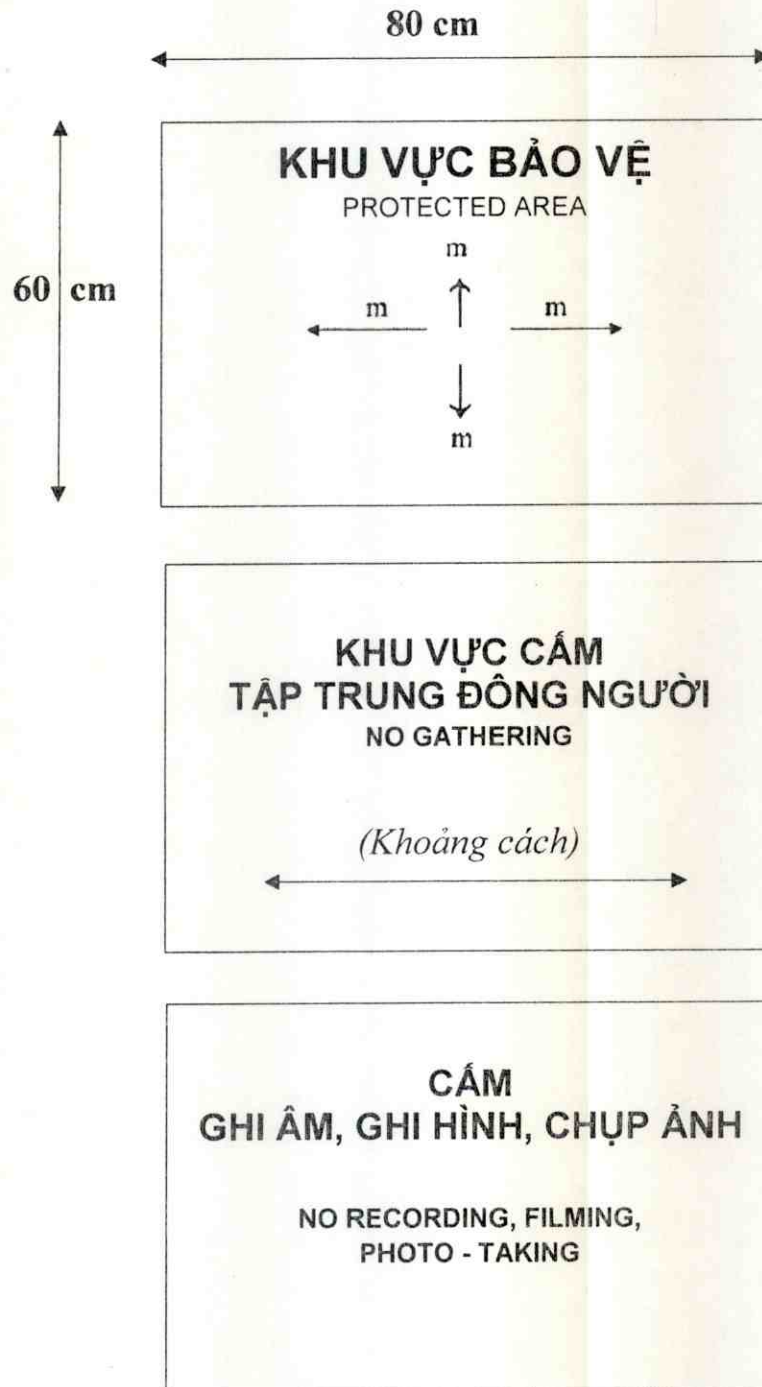 80 cm
60 cm
KHU VỰC BẢO VỆ
PROTECTED AREA
m
m m
m
KHU VỰC CẤM
TẬP TRUNG ĐÔNG NGƯỜI
NO GATHERING
(Khoảng cách)
CẤM
GHI ÂM, GHI HÌNH, CHỤP ẢNH
NO RECORDING, FILMING,
PHOTO - TAKING